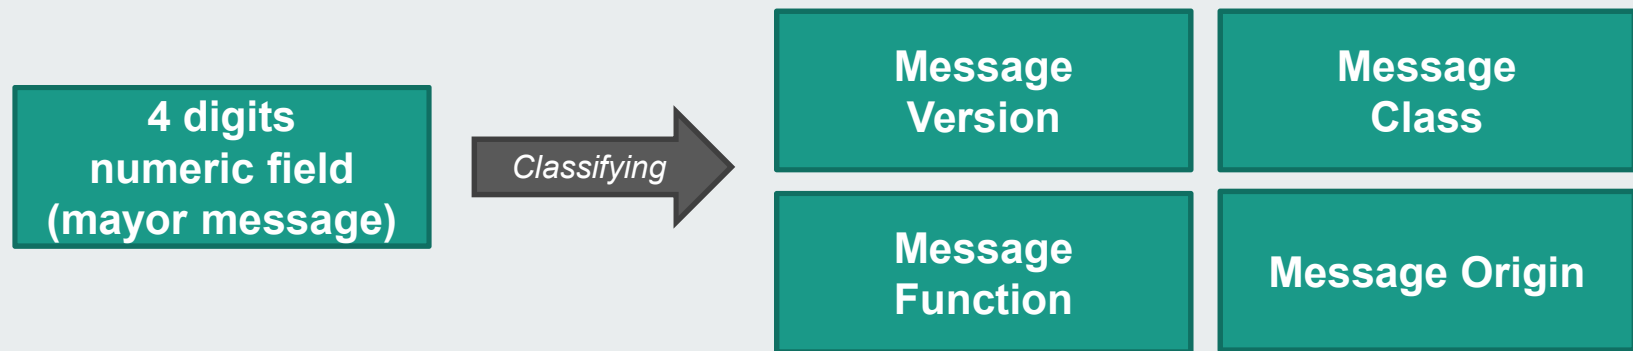 4 digits
numeric field
(mayor message)
Classifying
Message
Version
Message
Class
Message
Function
Message Origin